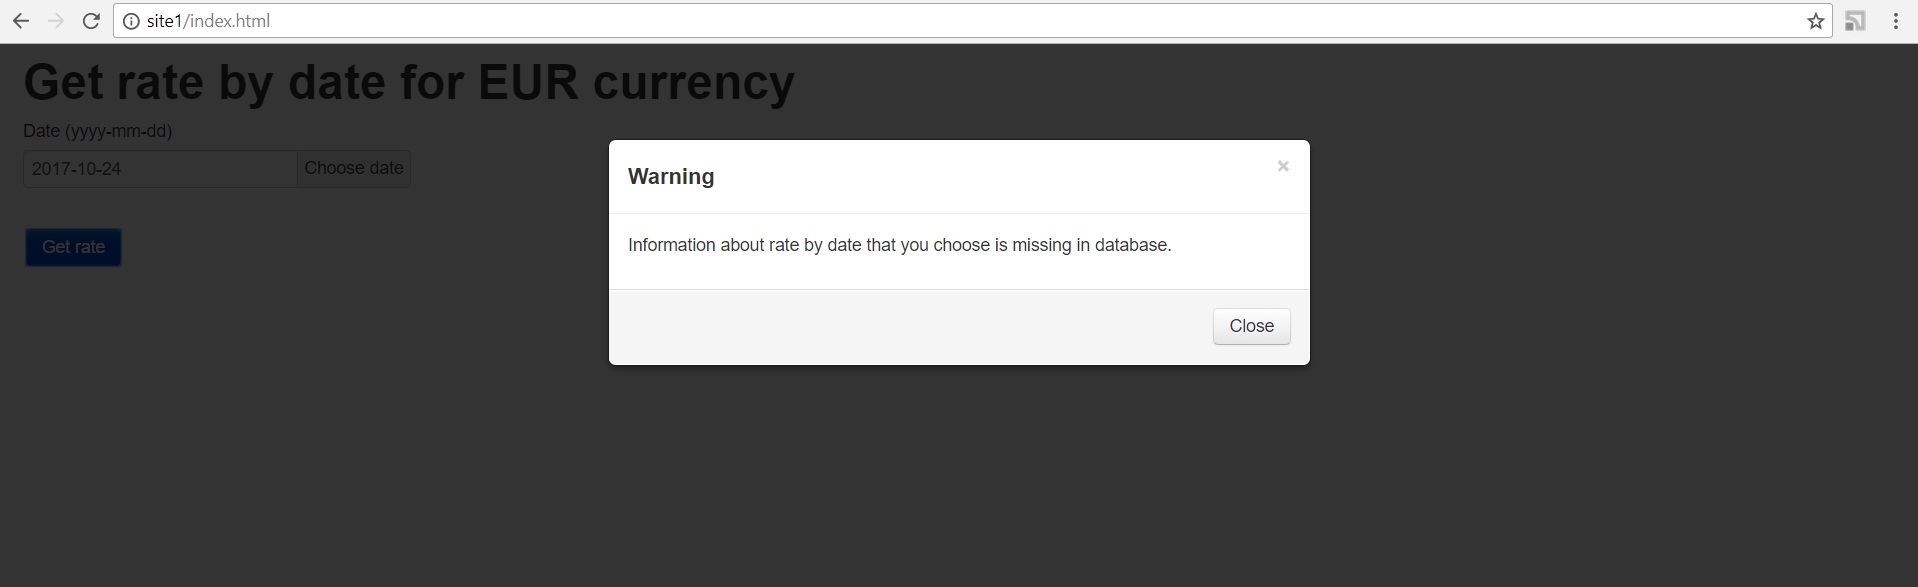 site1/index.html
Get rate by date for EUR currency
Date (yyyy-mm-dd)
2017-10-24 Choose date
Get rate
Warning ×
Information about rate by date that you choose is missing in database.
Close